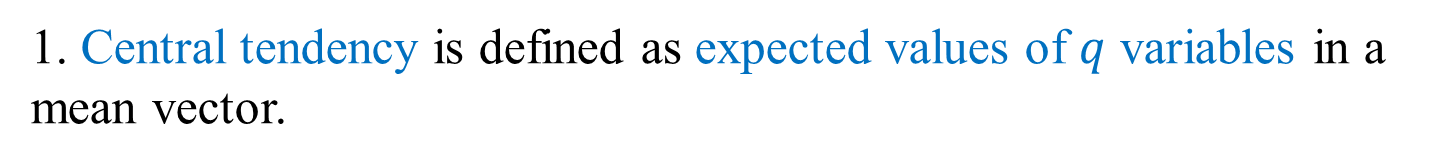 1. Central tendency is defined as expected values of q variables in a
mean vector.